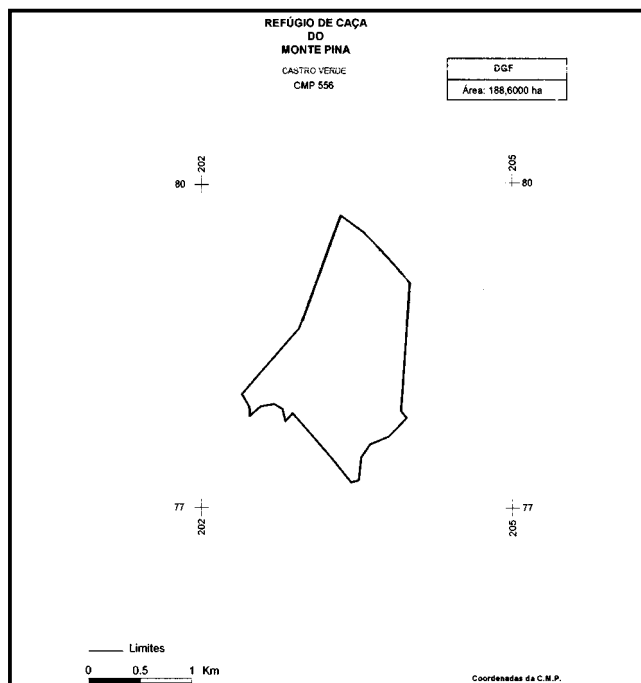 REFÚGIO DE CAÇA
DO
MONTE PINA
CASTRO VERDE
CMP 556
DGF
Área: 188,6000 ha
202
205
80
80
77
77
202
205
Limites
0 0.5 1 Km
Coordenadas da C.M.P.